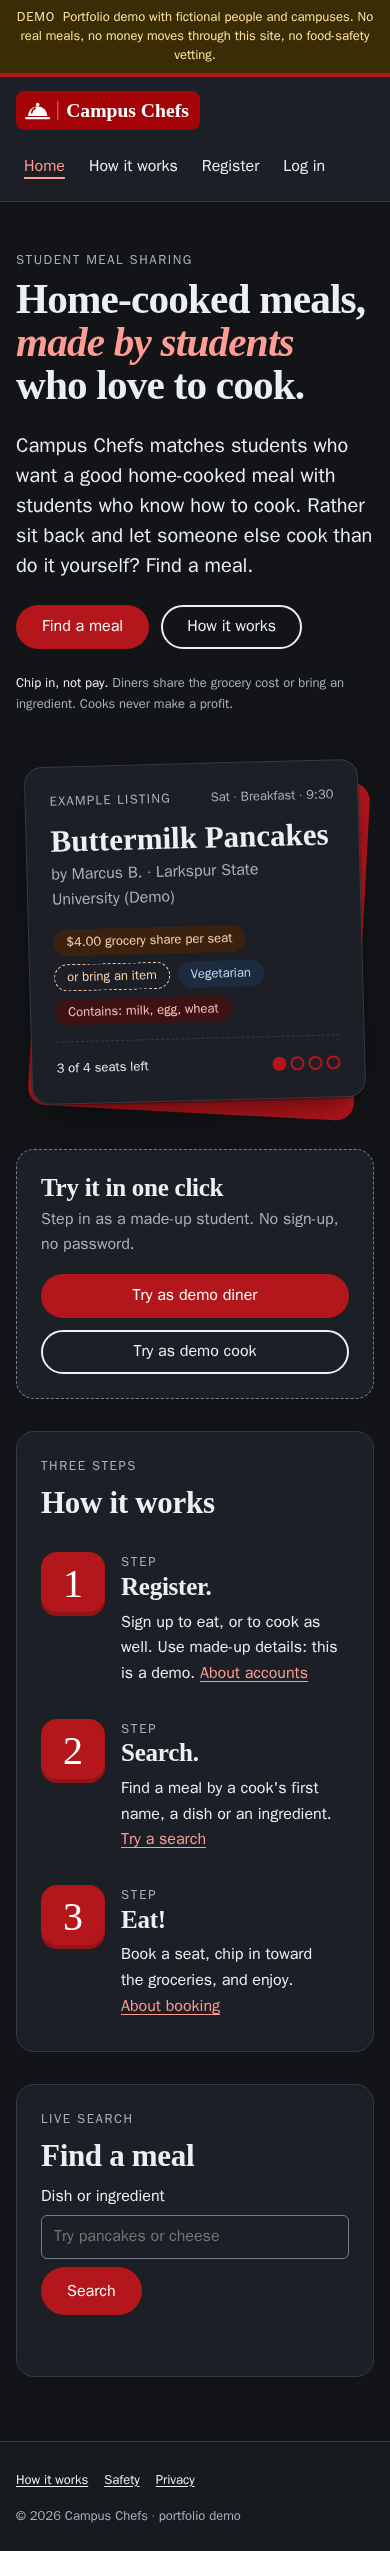 DEMO Portfolio demo with fictional people and campuses. No
real meals, no money moves through this site, no food-safety
vetting.
Campus Chefs
Home How it works Register Log in
STUDENT MEAL SHARING
Home-cooked meals,
made by students
who love to cook.
Campus Chefs matches students who
want a good home-cooked meal with
students who know how to cook. Rather
sit back and let someone else cook than
do it yourself? Find a meal.
Find a meal How it works
Chip in, not pay. Diners share the grocery cost or bring an
ingredient. Cooks never make a profit.
EXAMPLE LISTING Sat · Breakfast · 9:30
Buttermilk Pancakes
by Marcus B. · Larkspur State
University (Demo)
$4.00 grocery share per seat
or bring an item Vegetarian
Contains: milk, egg, wheat
3 of 4 seats left
Try it in one click
Step in as a made-up student. No sign-up,
no password.
Try as demo diner
Try as demo cook
THREE STEPS
How it works
1 STEP
Register.
Sign up to eat, or to cook as
well. Use made-up details: this
is a demo. About accounts
2 STEP
Search.
Find a meal by a cook's first
name, a dish or an ingredient.
Try a search
3 STEP
Eat!
Book a seat, chip in toward
the groceries, and enjoy.
About booking
LIVE SEARCH
Find a meal
Dish or ingredient
Try pancakes or cheese
Search
How it works Safety Privacy
© 2026 Campus Chefs · portfolio demo